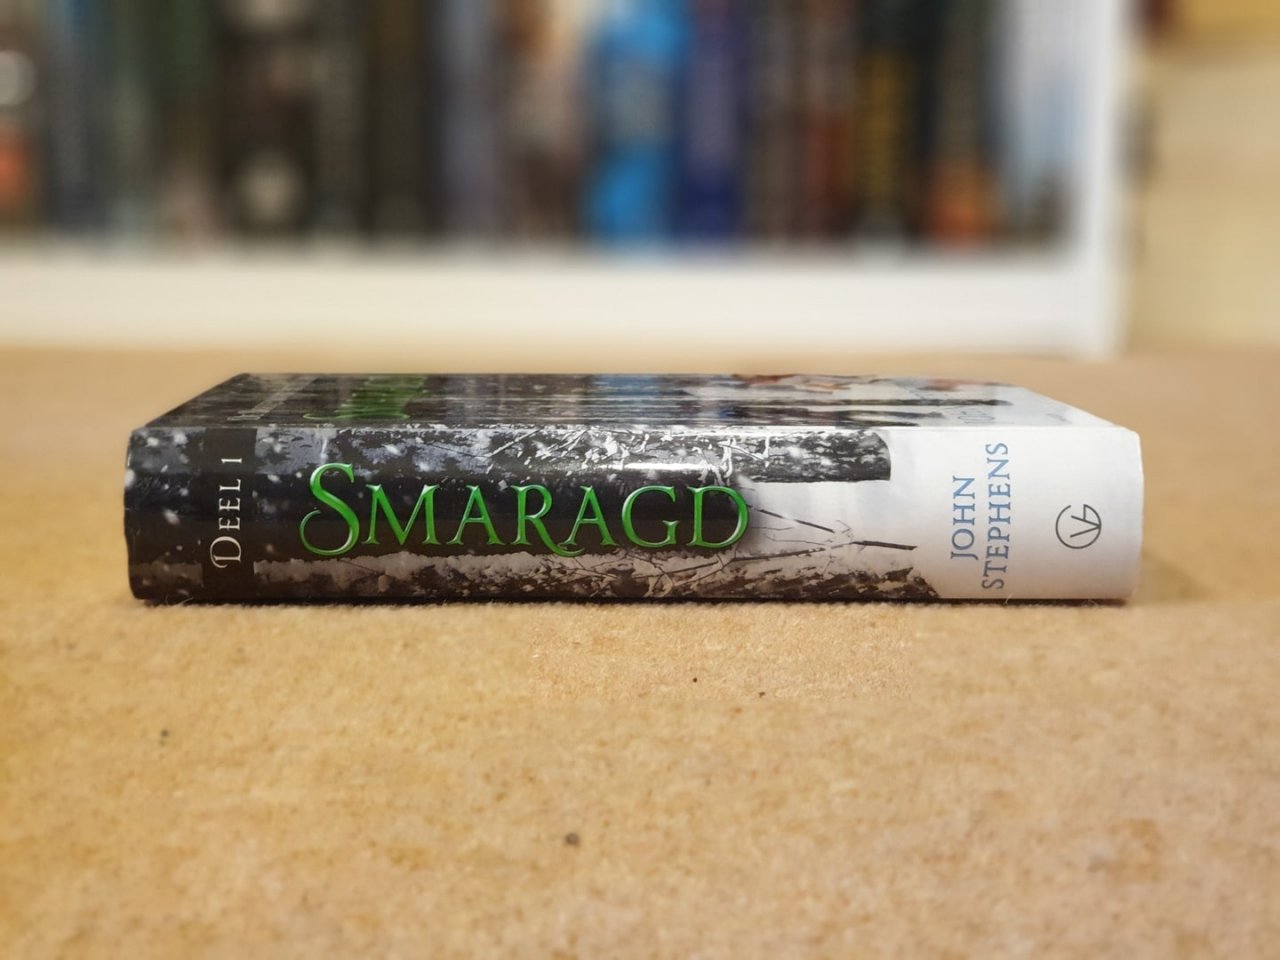 DEEL 1
SMARAGD
JOHN
STEPHENS